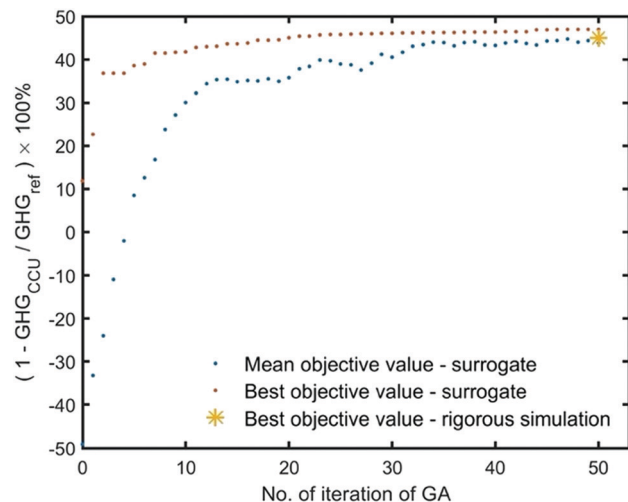 50
40
30
20
10
0
-10
-20
-30
-40
-50
( 1 - GHG_CCU / GHG_ref ) × 100%
Mean objective value - surrogate
Best objective value - surrogate
Best objective value - rigorous simulation
0 10 20 30 40 50 60
No. of iteration of GA